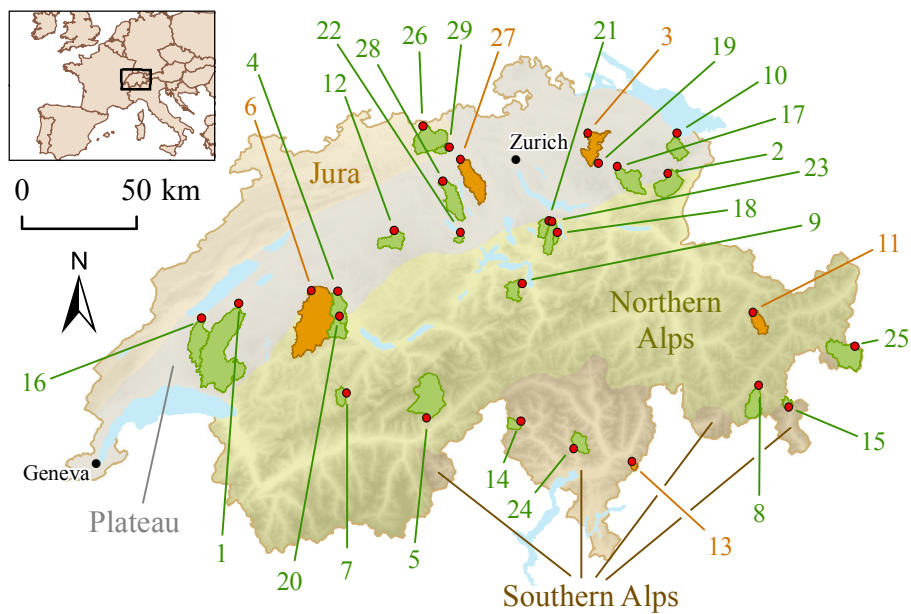 22 28 26 29 27 21 3 19
4 12 10
6 17
Zurich 2
0 50 km Jura 23
18
9
N
Northern
Alps
11
25
16
15
14
Geneva
24
Plateau 13 8
1 20 7 5
Southern Alps